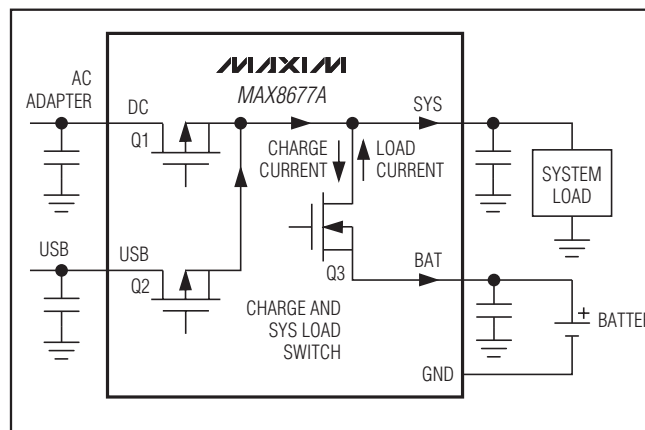 MAXIM
MAX8677A
AC
ADAPTER
DC
Q1
SYS
CHARGE
CURRENT
LOAD
CURRENT
SYSTEM
LOAD
USB
USB
Q2
Q3
BAT
CHARGE AND
SYS LOAD
SWITCH
+
BATTE
GND